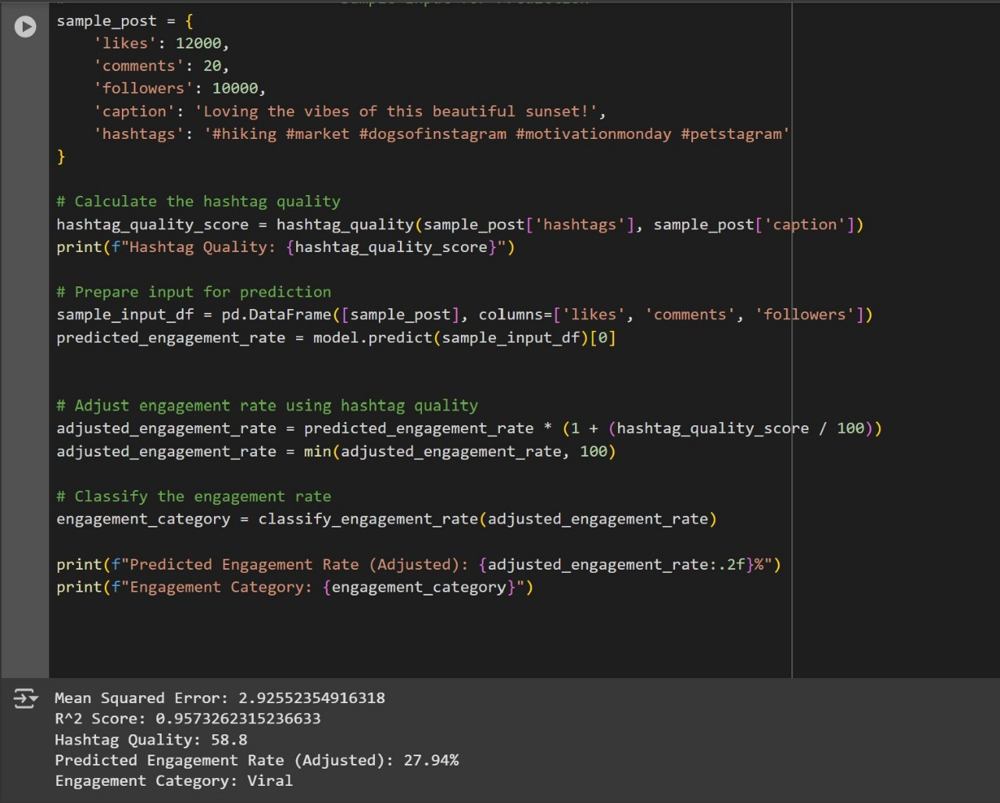 sample_post = {
    'likes': 12000,
    'comments': 20,
    'followers': 10000,
    'caption': 'Loving the vibes of this beautiful sunset!',
    'hashtags': '#hiking #market #dogsofinstagram #motivationmonday #petstagram'
}
# Calculate the hashtag quality
hashtag_quality_score = hashtag_quality(sample_post['hashtags'], sample_post['caption'])
print(f"Hashtag Quality: {hashtag_quality_score}")
# Prepare input for prediction
sample_input_df = pd.DataFrame([sample_post], columns=['likes', 'comments', 'followers'])
predicted_engagement_rate = model.predict(sample_input_df)[0]
# Adjust engagement rate using hashtag quality
adjusted_engagement_rate = predicted_engagement_rate * (1 + (hashtag_quality_score / 100))
adjusted_engagement_rate = min(adjusted_engagement_rate, 100)
# Classify the engagement rate
engagement_category = classify_engagement_rate(adjusted_engagement_rate)
print(f"Predicted Engagement Rate (Adjusted): {adjusted_engagement_rate:.2f}%")
print(f"Engagement Category: {engagement_category}")
Mean Squared Error: 2.92552354916318
R^2 Score: 0.9573262315236633
Hashtag Quality: 58.8
Predicted Engagement Rate (Adjusted): 27.94%
Engagement Category: Viral